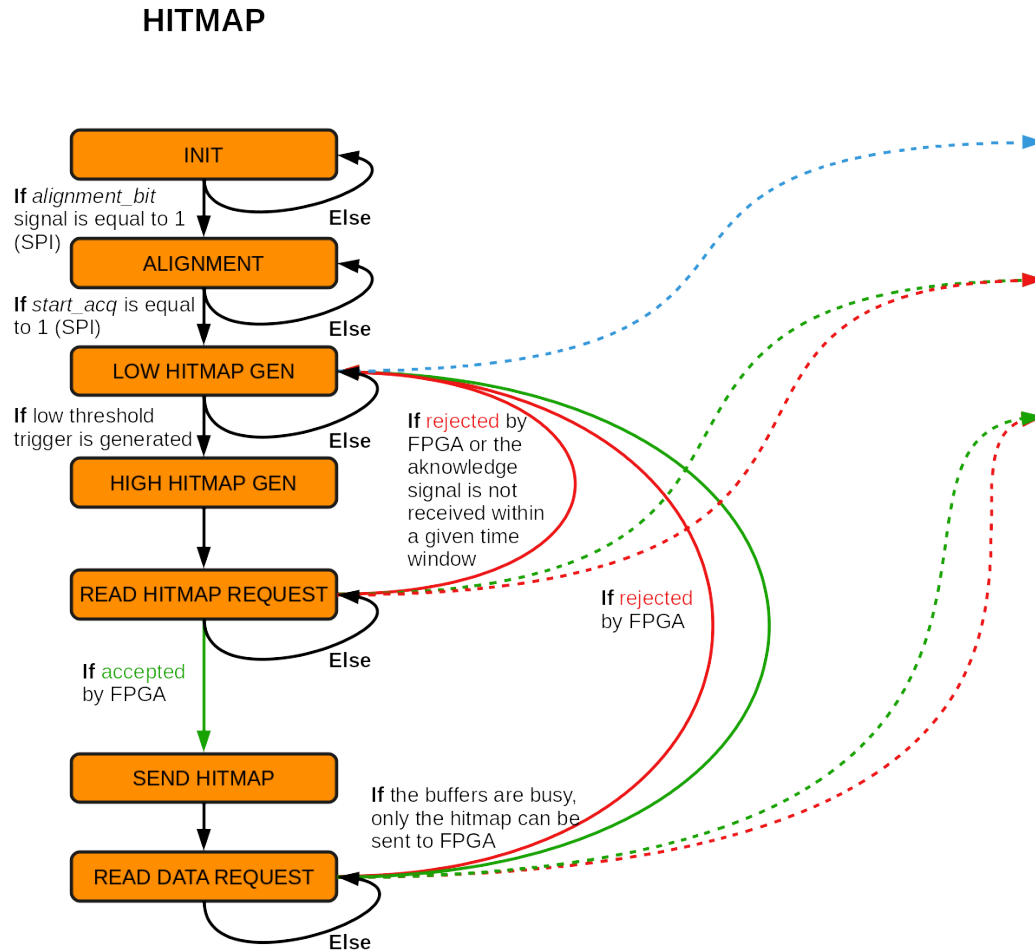 HITMAP
INIT
If alignment_bit
signal is equal to 1
(SPI)
Else
ALIGNMENT
If start_acq is equal
to 1 (SPI)
Else
LOW HITMAP GEN
If low threshold
trigger is generated
Else
If rejected by
FPGA or the
aknowledge
signal is not
received within
a given time
window
HIGH HITMAP GEN
READ HITMAP REQUEST
If rejected
by FPGA
Else
If accepted
by FPGA
SEND HITMAP
If the buffers are busy,
only the hitmap can be
sent to FPGA
READ DATA REQUEST
Else